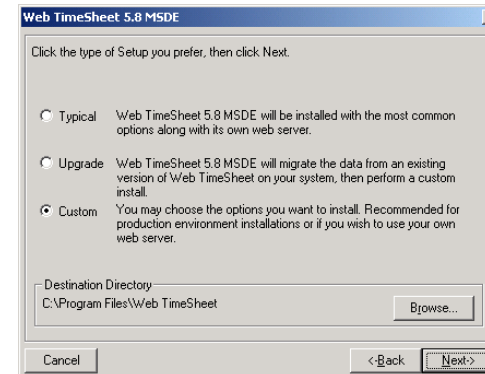 Web TimeSheet 5.8 MSDE
Click the type of Setup you prefer, then click Next.
Typical Web TimeSheet 5.8 MSDE will be installed with the most common
options along with its own web server.
Upgrade Web TimeSheet 5.8 MSDE will migrate the data from an existing
version of Web TimeSheet on your system, then perform a custom
install.
Custom You may choose the options you want to install. Recommended for
production environment installations or if you wish to use your own
web server.
Destination Directory
C:\Program Files\Web TimeSheet
Browse...
Cancel <-Back Next->